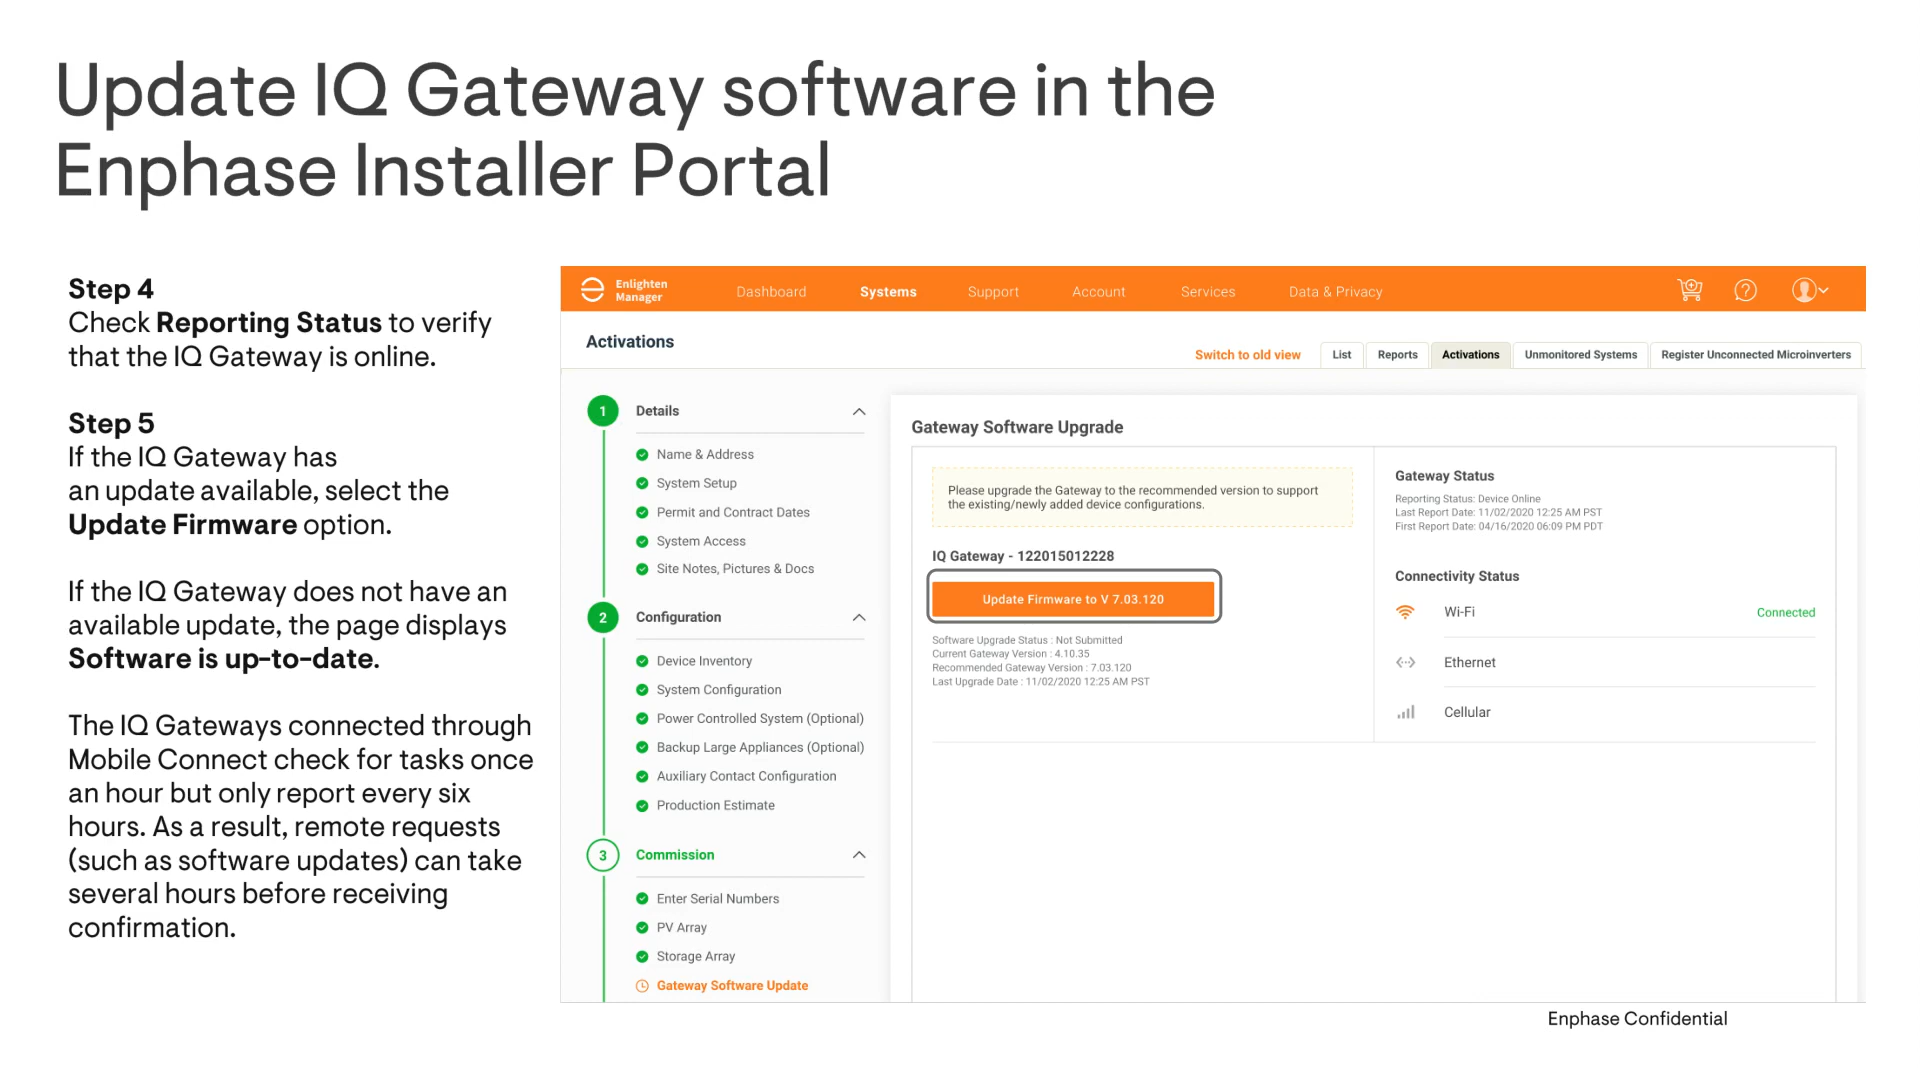 Update IQ Gateway software in the
Enphase Installer Portal
Step 4
Check Reporting Status to verify
that the IQ Gateway is online.
Step 5
If the IQ Gateway has
an update available, select the
Update Firmware option.
If the IQ Gateway does not have an
available update, the page displays
Software is up-to-date.
The IQ Gateways connected through
Mobile Connect check for tasks once
an hour but only report every six
hours. As a result, remote requests
(such as software updates) can take
several hours before receiving
confirmation.
Enlighten
Manager
Dashboard
Systems
Support
Account
Services
Data & Privacy
Activations
Switch to old view
List
Reports
Activations
Unmonitored Systems
Register Unconnected Microinverters
1
Details
Name & Address
System Setup
Permit and Contract Dates
System Access
Site Notes, Pictures & Docs
2
Configuration
Device Inventory
System Configuration
Power Controlled System (Optional)
Backup Large Appliances (Optional)
Auxiliary Contact Configuration
Production Estimate
3
Commission
Enter Serial Numbers
PV Array
Storage Array
Gateway Software Update
Gateway Software Upgrade
Please upgrade the Gateway to the recommended version to support
the existing/newly added device configurations.
IQ Gateway - 122015012228
Update Firmware to V 7.03.120
Software Upgrade Status : Not Submitted
Current Gateway Version : 4.10.35
Recommended Gateway Version : 7.03.120
Last Upgrade Date : 11/02/2020 12:25 AM PST
Gateway Status
Reporting Status: Device Online
Last Report Date: 11/02/2020 12:25 AM PST
First Report Date: 04/16/2020 06:09 PM PDT
Connectivity Status
Wi-Fi
Connected
Ethernet
Cellular
Enphase Confidential